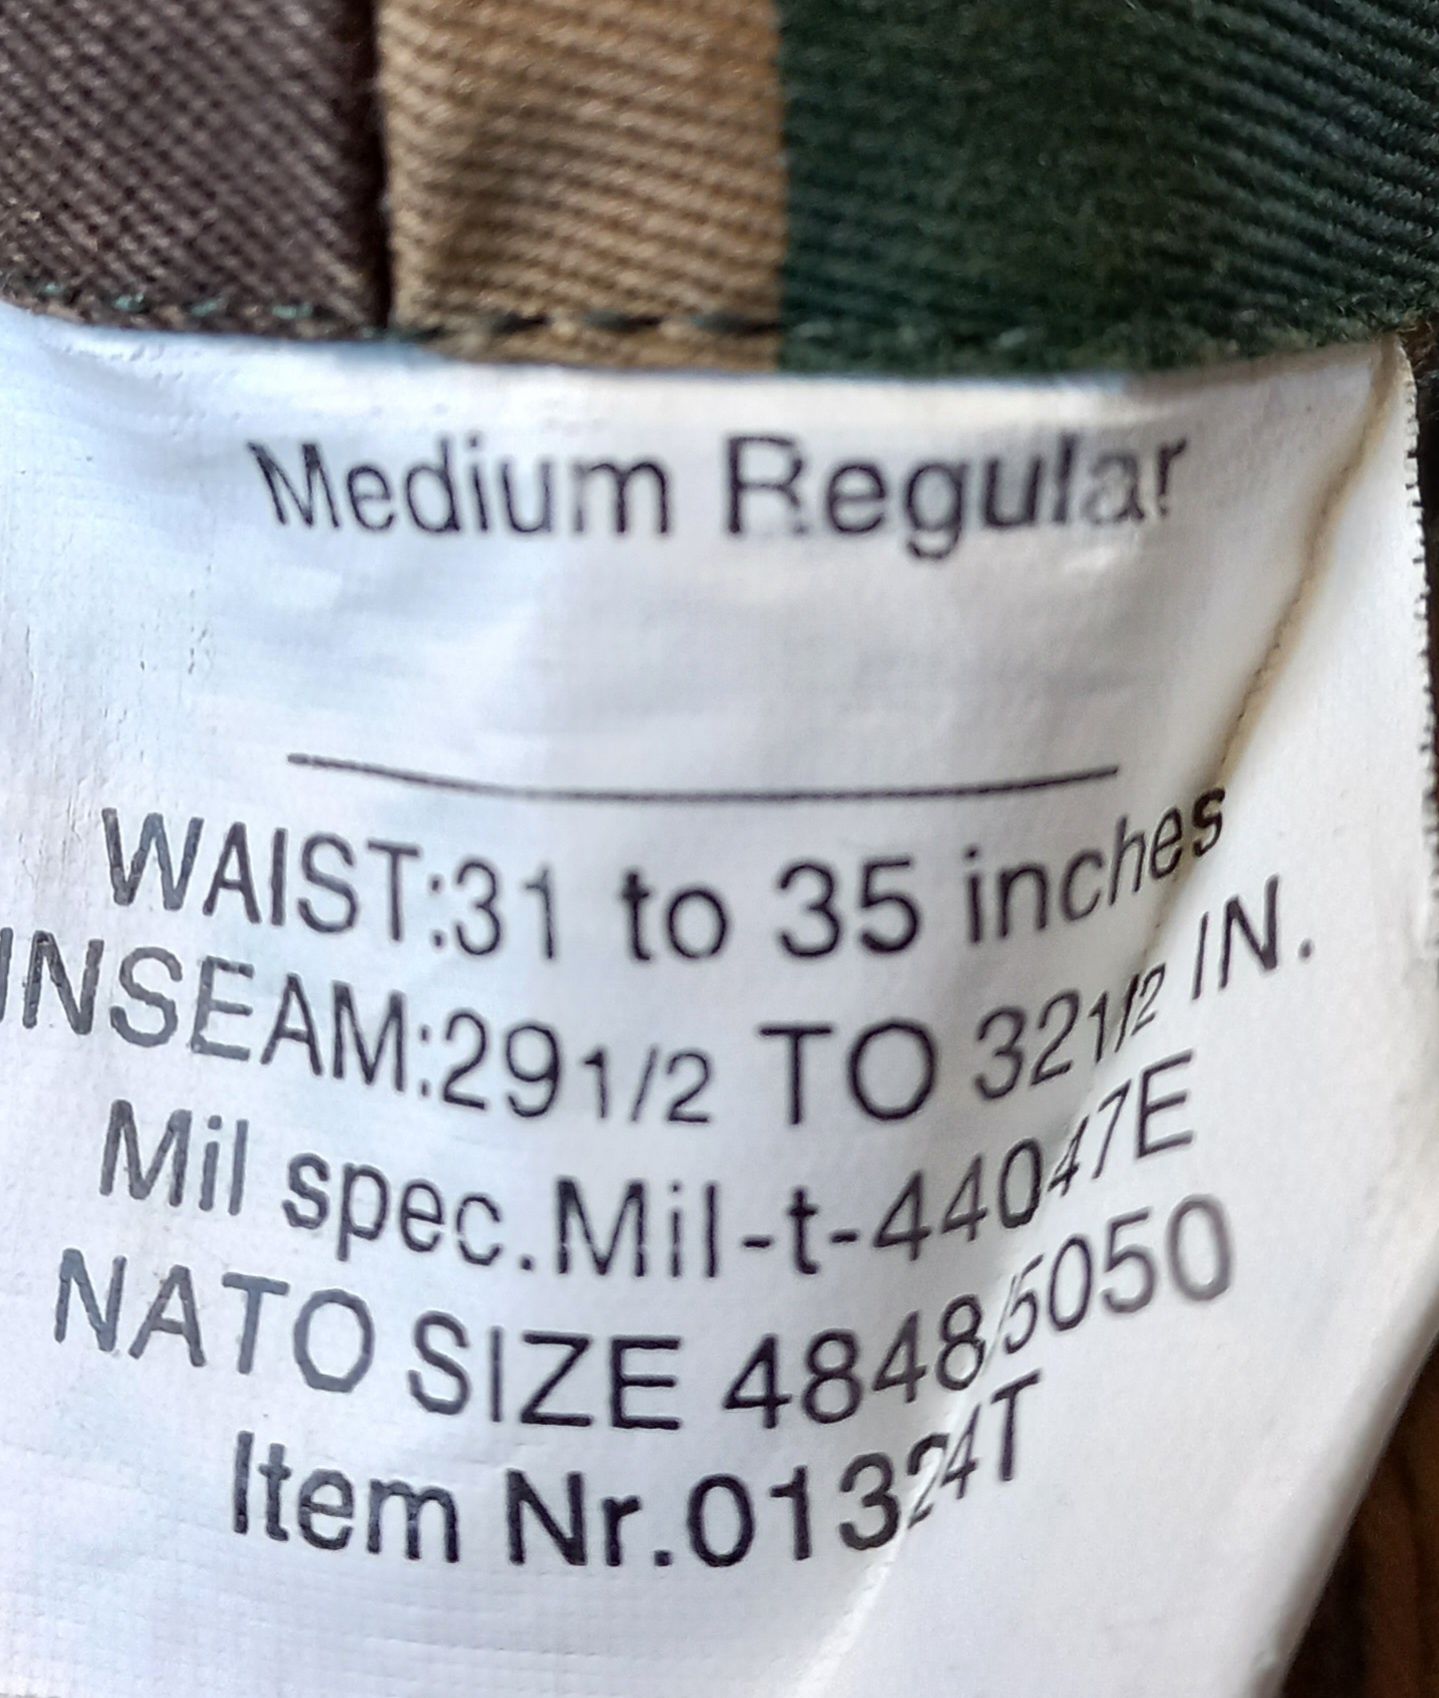 Medium Regular
WAIST:31 to 35 inches
INSEAM:29 1/2 TO 32 1/2 IN.
Mil spec.Mil-t-44047E
NATO SIZE 4848/5050
Item Nr.01324T